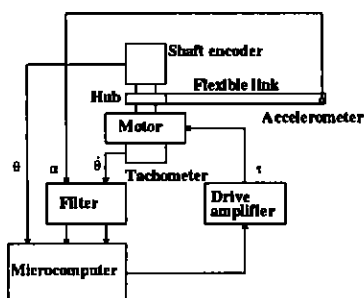 Shaft encoder
Flexible link
Hub
Accelerometer
Motor
θ α θ̇ Tachometer τ
Filter
Drive
amplifier
Microcomputer